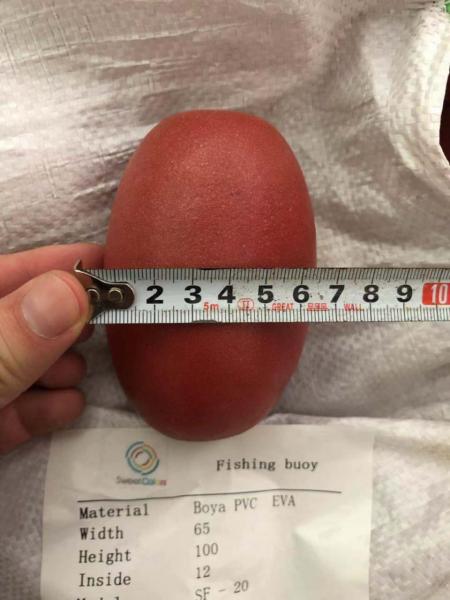 2 3 4 5 6 7 8 9 10
5m GREAT WALL
SweetColors
Fishing buoy
Material Boya PVC EVA
Width 65
Height 100
Inside 12
SF - 20